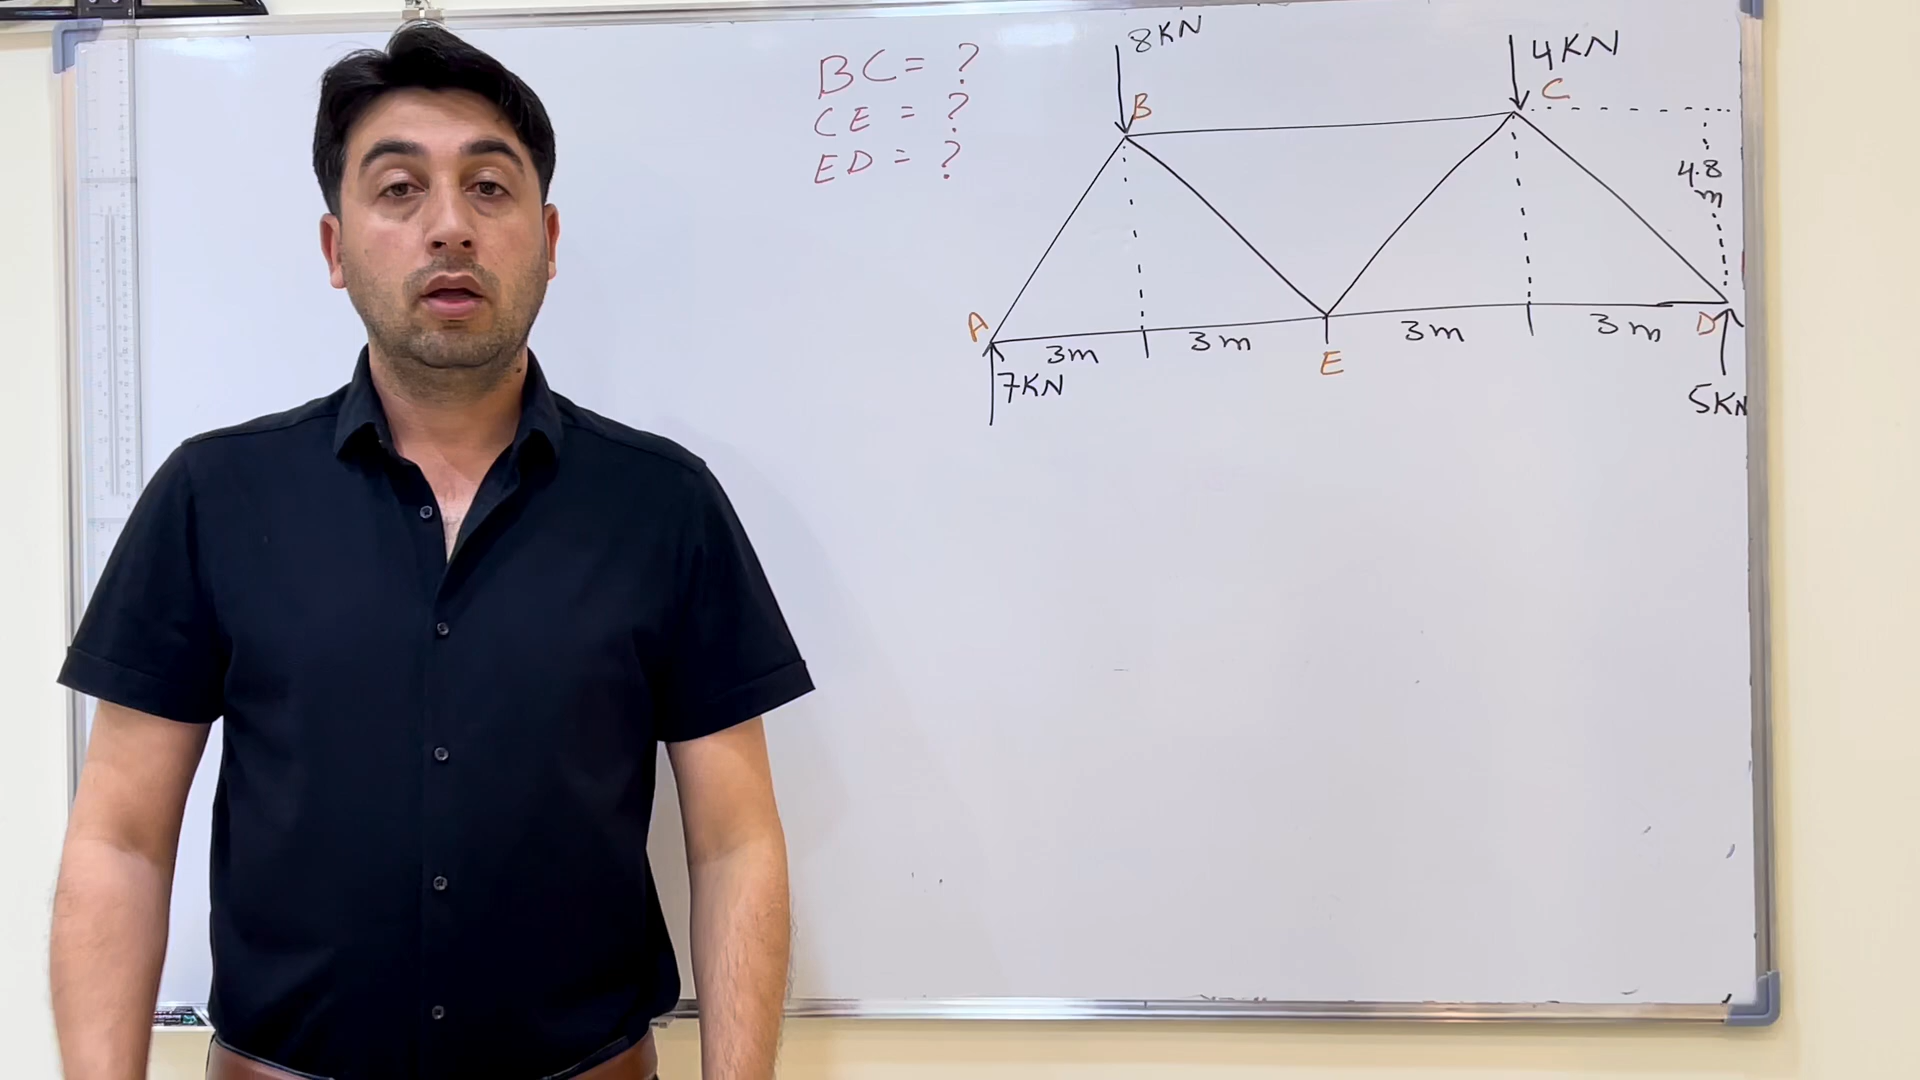 BC = ?
CE = ?
ED = ?
8KN
4KN
B
C
4.8
m
A
3m
3m
3m
3m
D
E
7KN
5KN